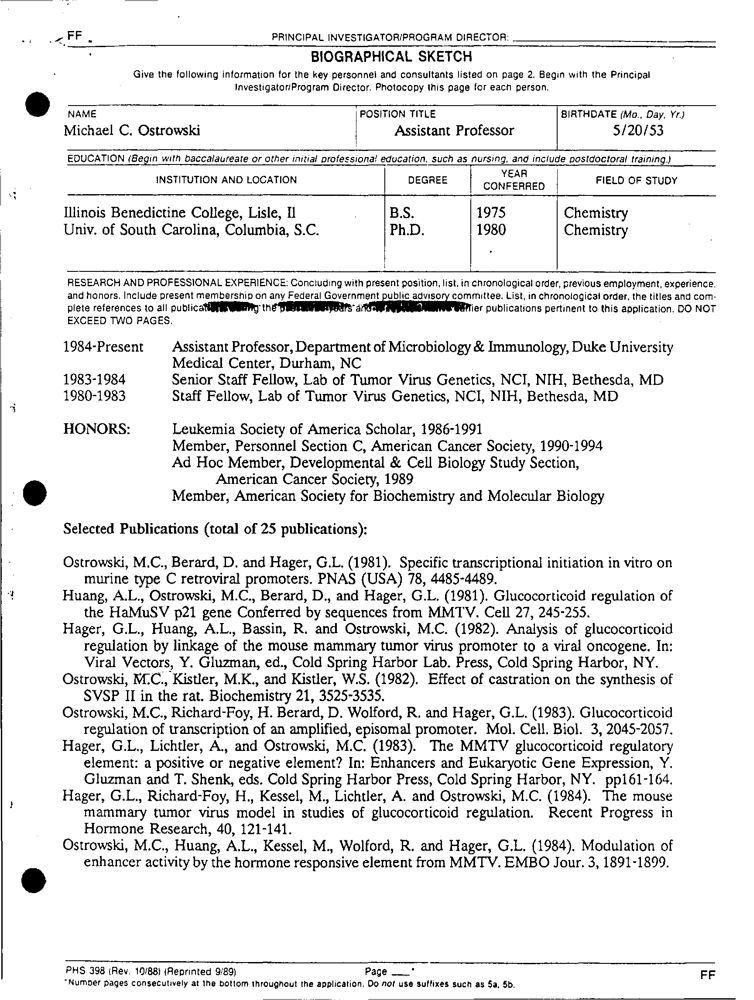 FF
PRINCIPAL INVESTIGATOR/PROGRAM DIRECTOR:
BIOGRAPHICAL SKETCH
Give the following information for the key personnel and consultants listed on page 2. Begin with the Principal
Investigator/Program Director. Photocopy this page for each person.
NAME POSITION TITLE BIRTHDATE (Mo., Day, Yr.)
Michael C. Ostrowski Assistant Professor 5/20/53
EDUCATION (Begin with baccalaureate or other initial professional education, such as nursing, and include postdoctoral training.)
INSTITUTION AND LOCATION DEGREE YEAR CONFERRED FIELD OF STUDY
Illinois Benedictine College, Lisle, Il B.S. 1975 Chemistry
Univ. of South Carolina, Columbia, S.C. Ph.D. 1980 Chemistry
RESEARCH AND PROFESSIONAL EXPERIENCE: Concluding with present position, list, in chronological order, previous employment, experience,
and honors. Include present membership on any Federal Government public advisory committee. List, in chronological order, the titles and com-
plete references to all the and publications pertinent to this application. DO NOT
EXCEED TWO PAGES.
1984-Present Assistant Professor, Department of Microbiology & Immunology, Duke University
Medical Center, Durham, NC
1983-1984 Senior Staff Fellow, Lab of Tumor Virus Genetics, NCI, NIH, Bethesda, MD
1980-1983 Staff Fellow, Lab of Tumor Virus Genetics, NCI, NIH, Bethesda, MD
HONORS: Leukemia Society of America Scholar, 1986-1991
Member, Personnel Section C, American Cancer Society, 1990-1994
Ad Hoc Member, Developmental & Cell Biology Study Section,
American Cancer Society, 1989
Member, American Society for Biochemistry and Molecular Biology
Selected Publications (total of 25 publications):
Ostrowski, M.C., Berard, D. and Hager, G.L. (1981). Specific transcriptional initiation in vitro on
murine type C retroviral promoters. PNAS (USA) 78, 4485-4489.
Huang, A.L., Ostrowski, M.C., Berard, D., and Hager, G.L. (1981). Glucocorticoid regulation of
the HaMuSV p21 gene Conferred by sequences from MMTV. Cell 27, 245-255.
Hager, G.L., Huang, A.L., Bassin, R. and Ostrowski, M.C. (1982). Analysis of glucocorticoid
regulation by linkage of the mouse mammary tumor virus promoter to a viral oncogene. In:
Viral Vectors, Y. Gluzman, ed., Cold Spring Harbor Lab. Press, Cold Spring Harbor, NY.
Ostrowski, M.C., Kistler, M.K., and Kistler, W.S. (1982). Effect of castration on the synthesis of
SVSP II in the rat. Biochemistry 21, 3525-3535.
Ostrowski, M.C., Richard-Foy, H. Berard, D. Wolford, R. and Hager, G.L. (1983). Glucocorticoid
regulation of transcription of an amplified, episomal promoter. Mol. Cell. Biol. 3, 2045-2057.
Hager, G.L., Lichtler, A., and Ostrowski, M.C. (1983). The MMTV glucocorticoid regulatory
element: a positive or negative element? In: Enhancers and Eukaryotic Gene Expression, Y.
Gluzman and T. Shenk, eds. Cold Spring Harbor Press, Cold Spring Harbor, NY. pp161-164.
Hager, G.L., Richard-Foy, H., Kessel, M., Lichtler, A. and Ostrowski, M.C. (1984). The mouse
mammary tumor virus model in studies of glucocorticoid regulation. Recent Progress in
Hormone Research, 40, 121-141.
Ostrowski, M.C., Huang, A.L., Kessel, M., Wolford, R. and Hager, G.L. (1984). Modulation of
enhancer activity by the hormone responsive element from MMTV. EMBO Jour. 3, 1891-1899.
PHS 398 (Rev. 10/88) (Reprinted 9/89) Page ___* FF
*Number pages consecutively at the bottom throughout the application. Do not use suffixes such as 5a, 5b.